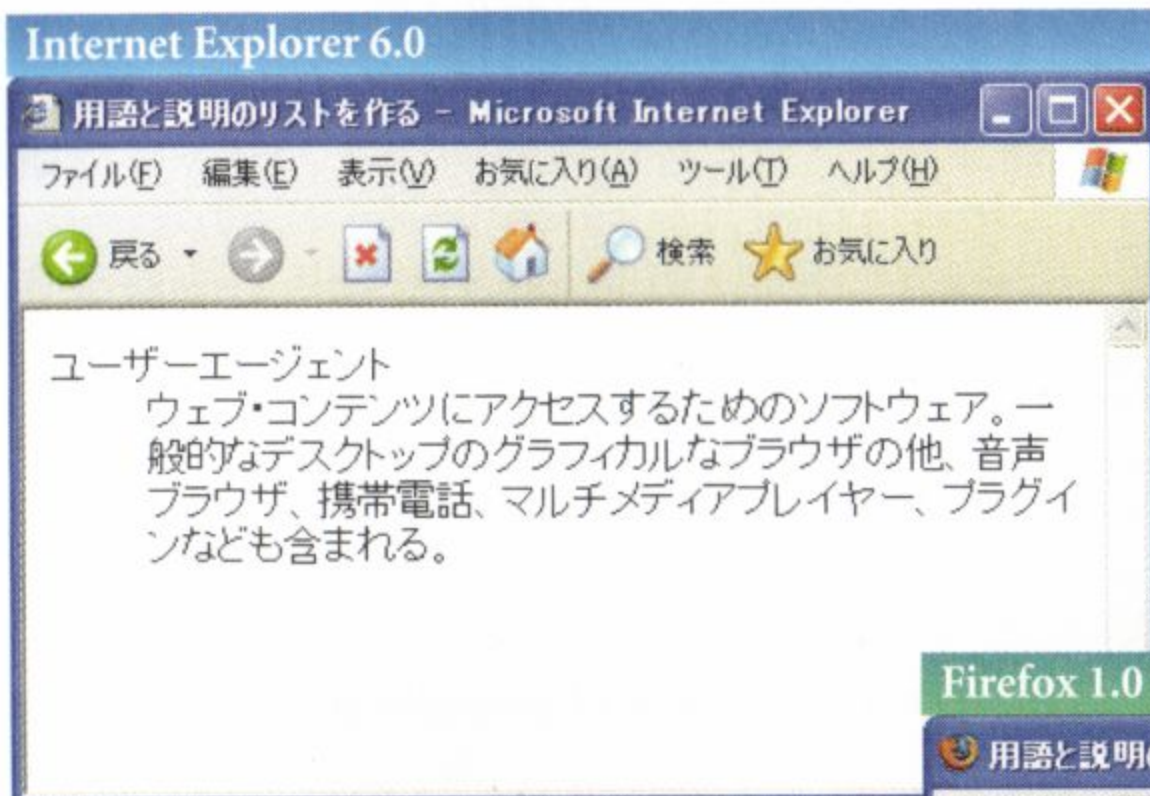 Internet Explorer 6.0
用語と説明のリストを作る - Microsoft Internet Explorer
ファイル(F) 編集(E) 表示(V) お気に入り(A) ツール(T) ヘルプ(H)
戻る 検索 お気に入り
ユーザーエージェント
ウェブ・コンテンツにアクセスするためのソフトウェア。一
般的なデスクトップのグラフィカルなブラウザの他、音声
ブラウザ、携帯電話、マルチメディアプレイヤー、プラグイ
ンなども含まれる。
Firefox 1.0
用語と説明の